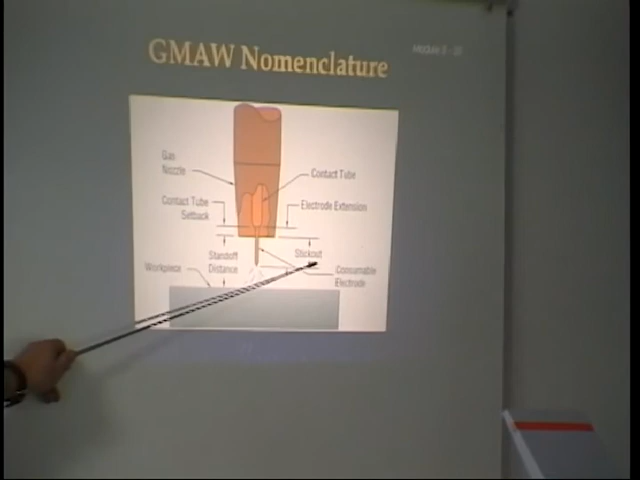 GMAW Nomenclature
Gas
Nozzle
Contact Tube
Contact Tube
Setback
Electrode Extension
Standoff
Distance
Stickout
Workpiece
Consumable
Electrode